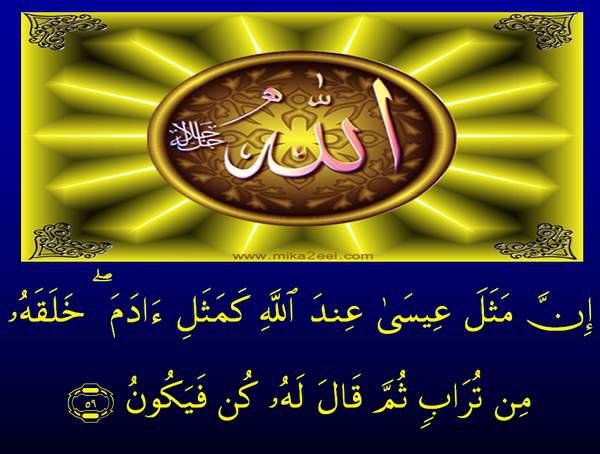 الله
جل جلاله
www.mika2eel.com
إِنَّ مَثَلَ عِيسَىٰ عِندَ ٱللَّهِ كَمَثَلِ ءَادَمَ ۖ خَلَقَهُۥ
مِن تُرَابٍ ثُمَّ قَالَ لَهُۥ كُن فَيَكُونُ ۝٥٩